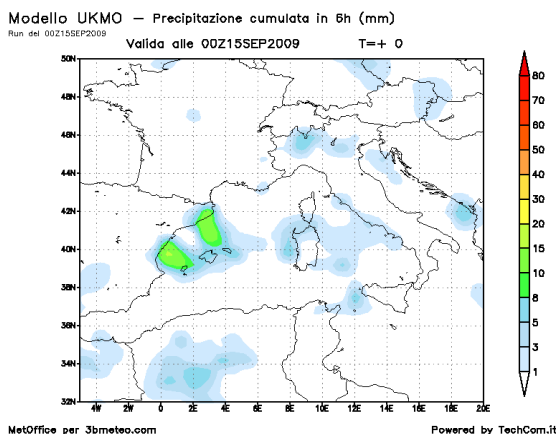 Modello UKMO – Precipitazione cumulata in 6h (mm)
Run del 00Z15SEP2009
Valida alle 00Z15SEP2009 T=+ 0
50N
48N
46N
44N
42N
40N
38N
36N
34N
32N
4W 2W 0 2E 4E 6E 8E 10E 12E 14E 16E 18E 20E
80
70
60
50
40
30
20
15
10
8
5
3
1
MetOffice per 3bmeteo.com Powered by TechCom.it